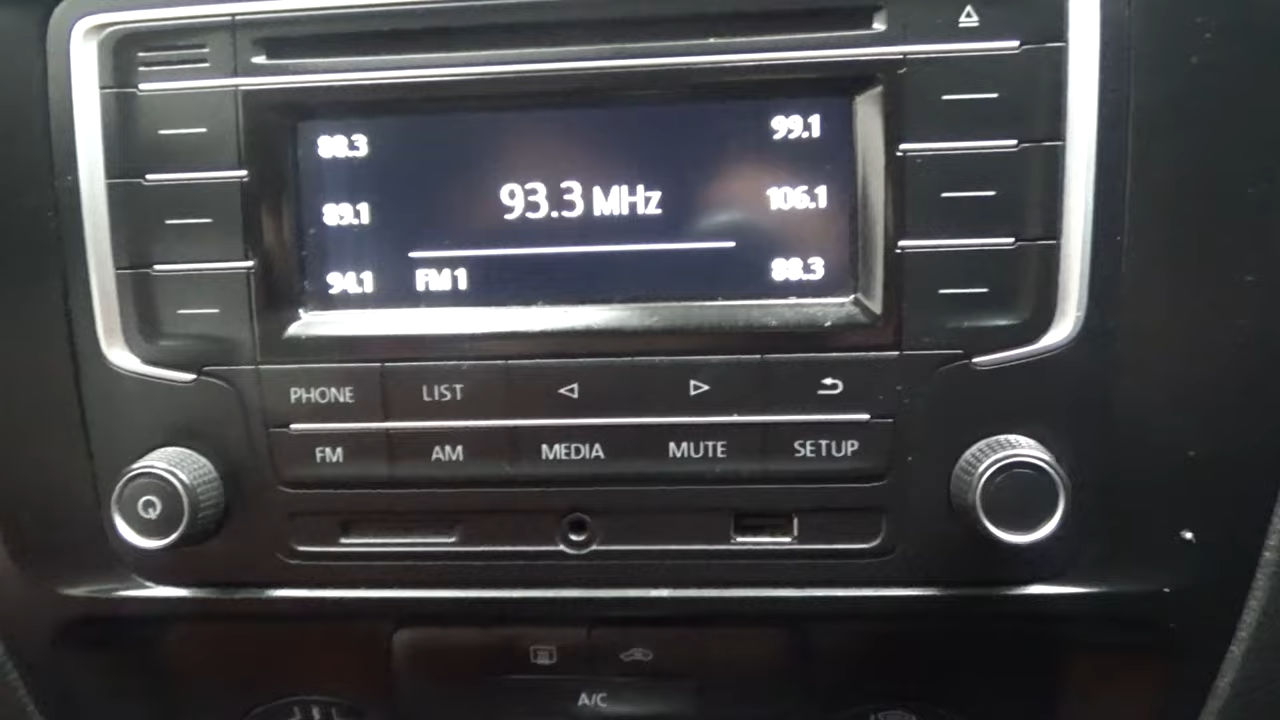 88.3
99.1
93.3 MHz
89.1
106.1
94.1
FM1
88.3
PHONE LIST
FM AM MEDIA MUTE SETUP
A/C